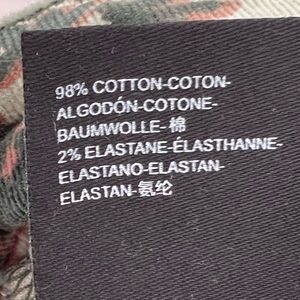 98% COTTON-COTON-
ALGODÓN-COTONE-
BAUMWOLLE-棉
2% ELASTANE-ÉLASTHANNE-
ELASTANO-ELASTAN-
ELASTAN-氨纶